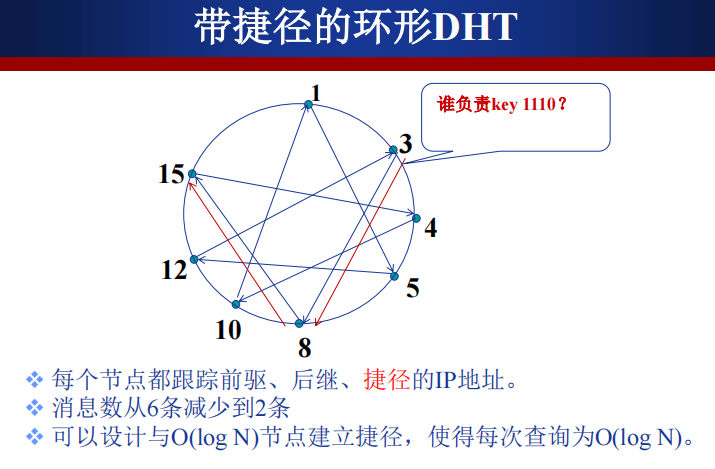 带捷径的环形DHT
谁负责key 1110？
1
3
15
4
12
5
10
8
每个节点都跟踪前驱、后继、捷径的IP地址。
消息数从6条减少到2条
可以设计与O(log N)节点建立捷径，使得每次查询为O(log N)。